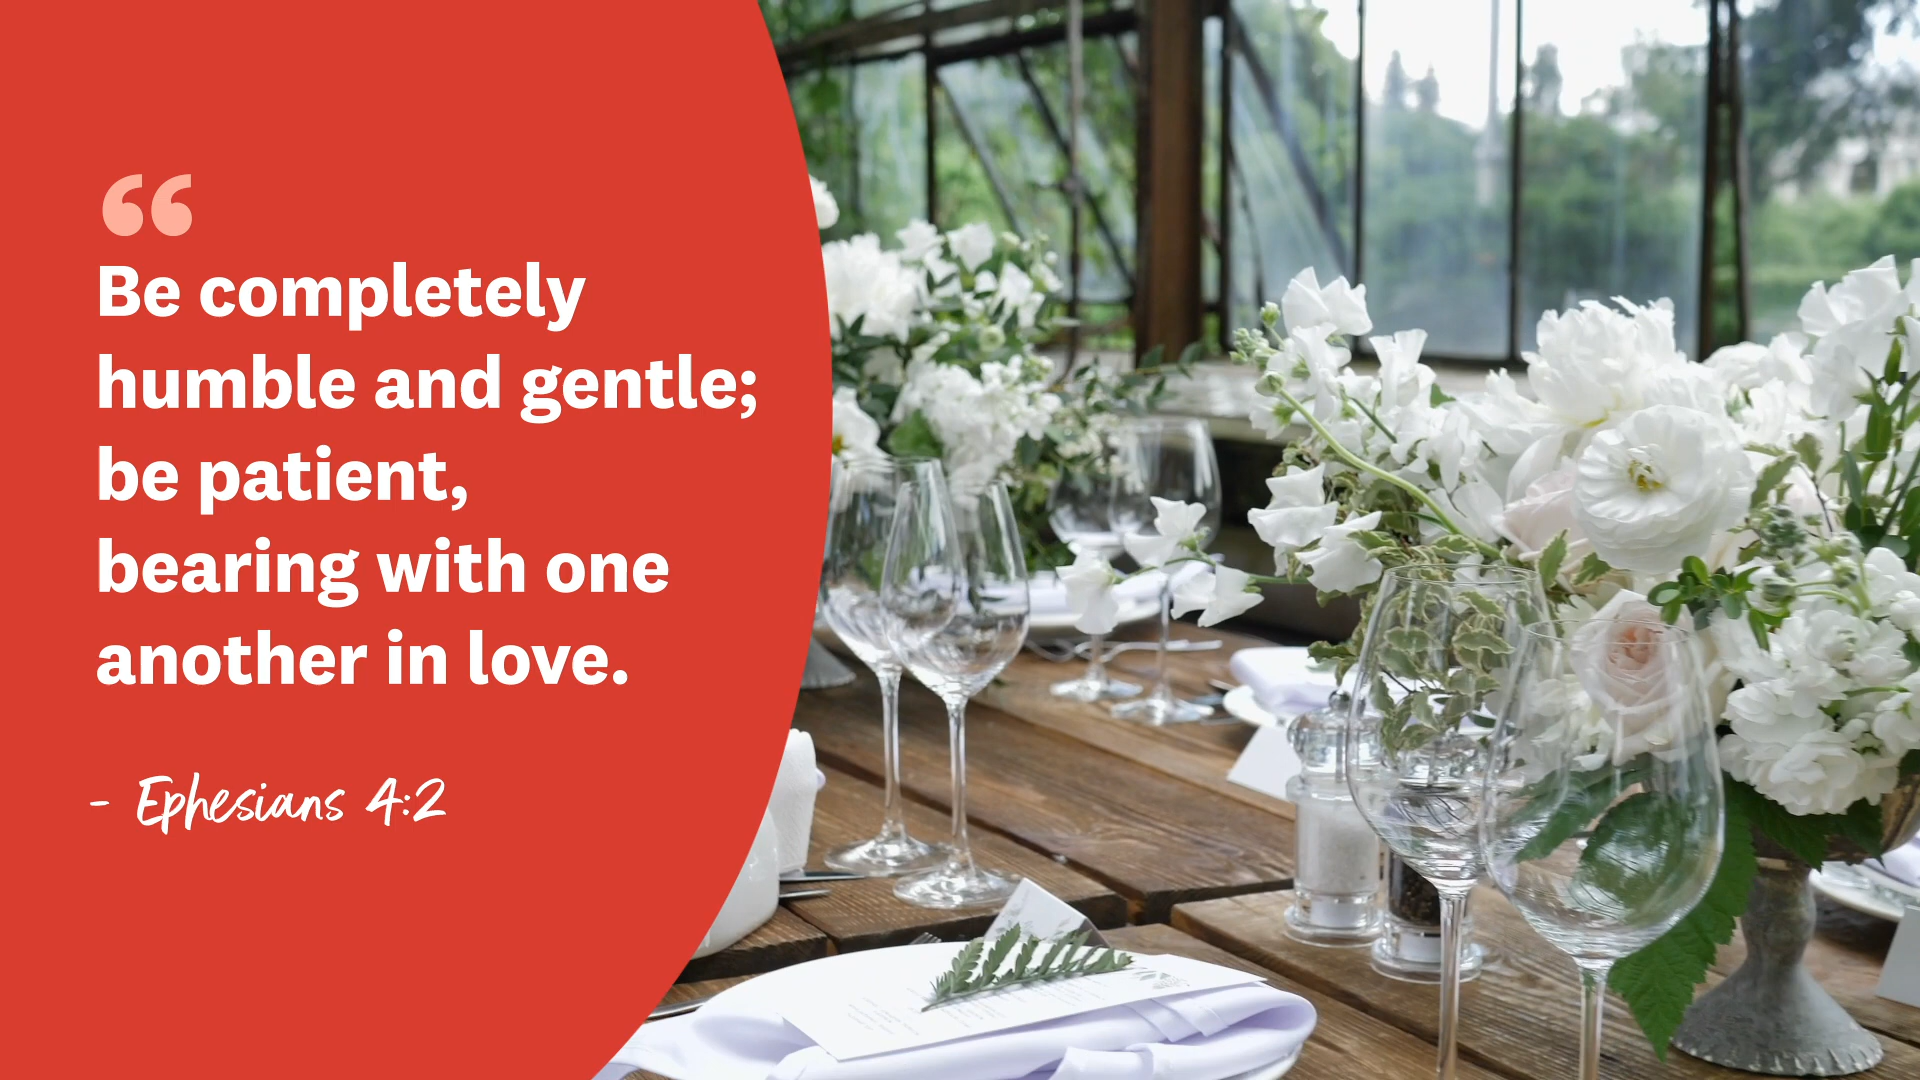 “
Be completely
humble and gentle;
be patient,
bearing with one
another in love.
- Ephesians 4:2